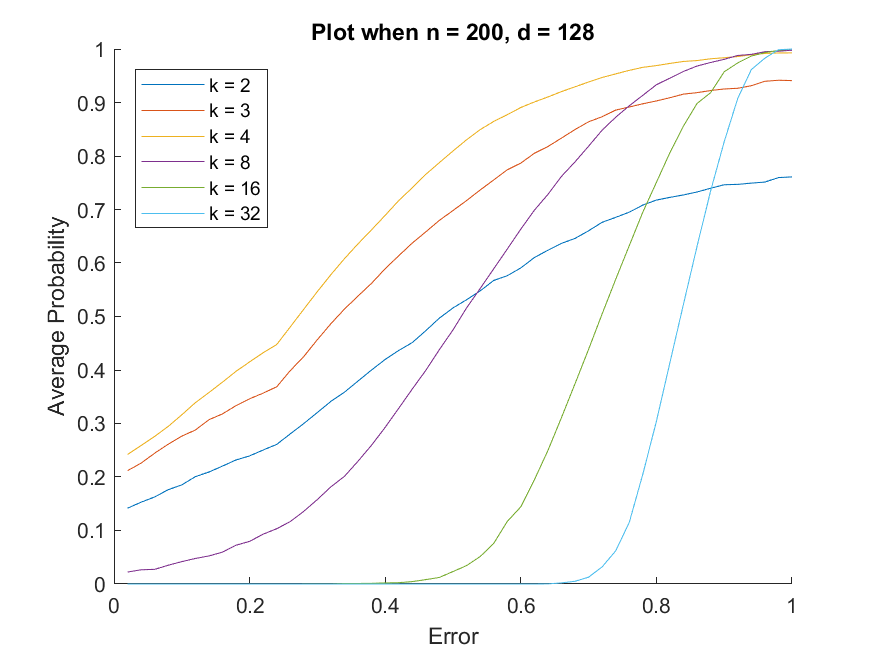 Plot when n = 200, d = 128
1
0.9
0.8
0.7
0.6
0.5
0.4
0.3
0.2
0.1
0
Average Probability
k = 2
k = 3
k = 4
k = 8
k = 16
k = 32
0 0.2 0.4 0.6 0.8 1
Error